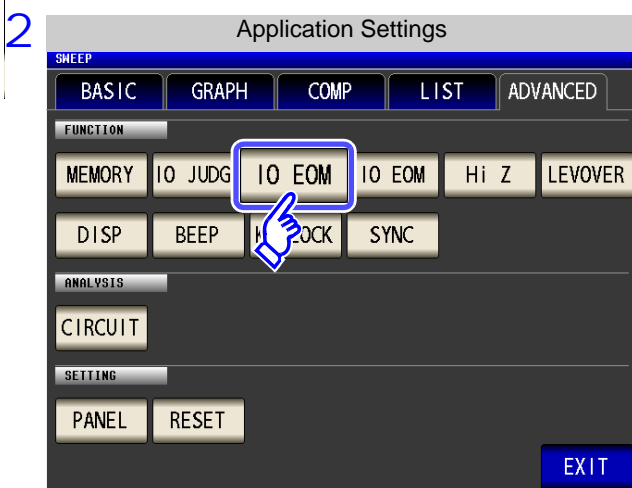 2
Application Settings
SWEEP
BASIC GRAPH COMP LIST ADVANCED
FUNCTION
MEMORY IO JUDG IO EOM IO EOM Hi Z LEVOVER
DISP BEEP SYNC
ANALYSIS
CIRCUIT
SETTING
PANEL RESET
EXIT